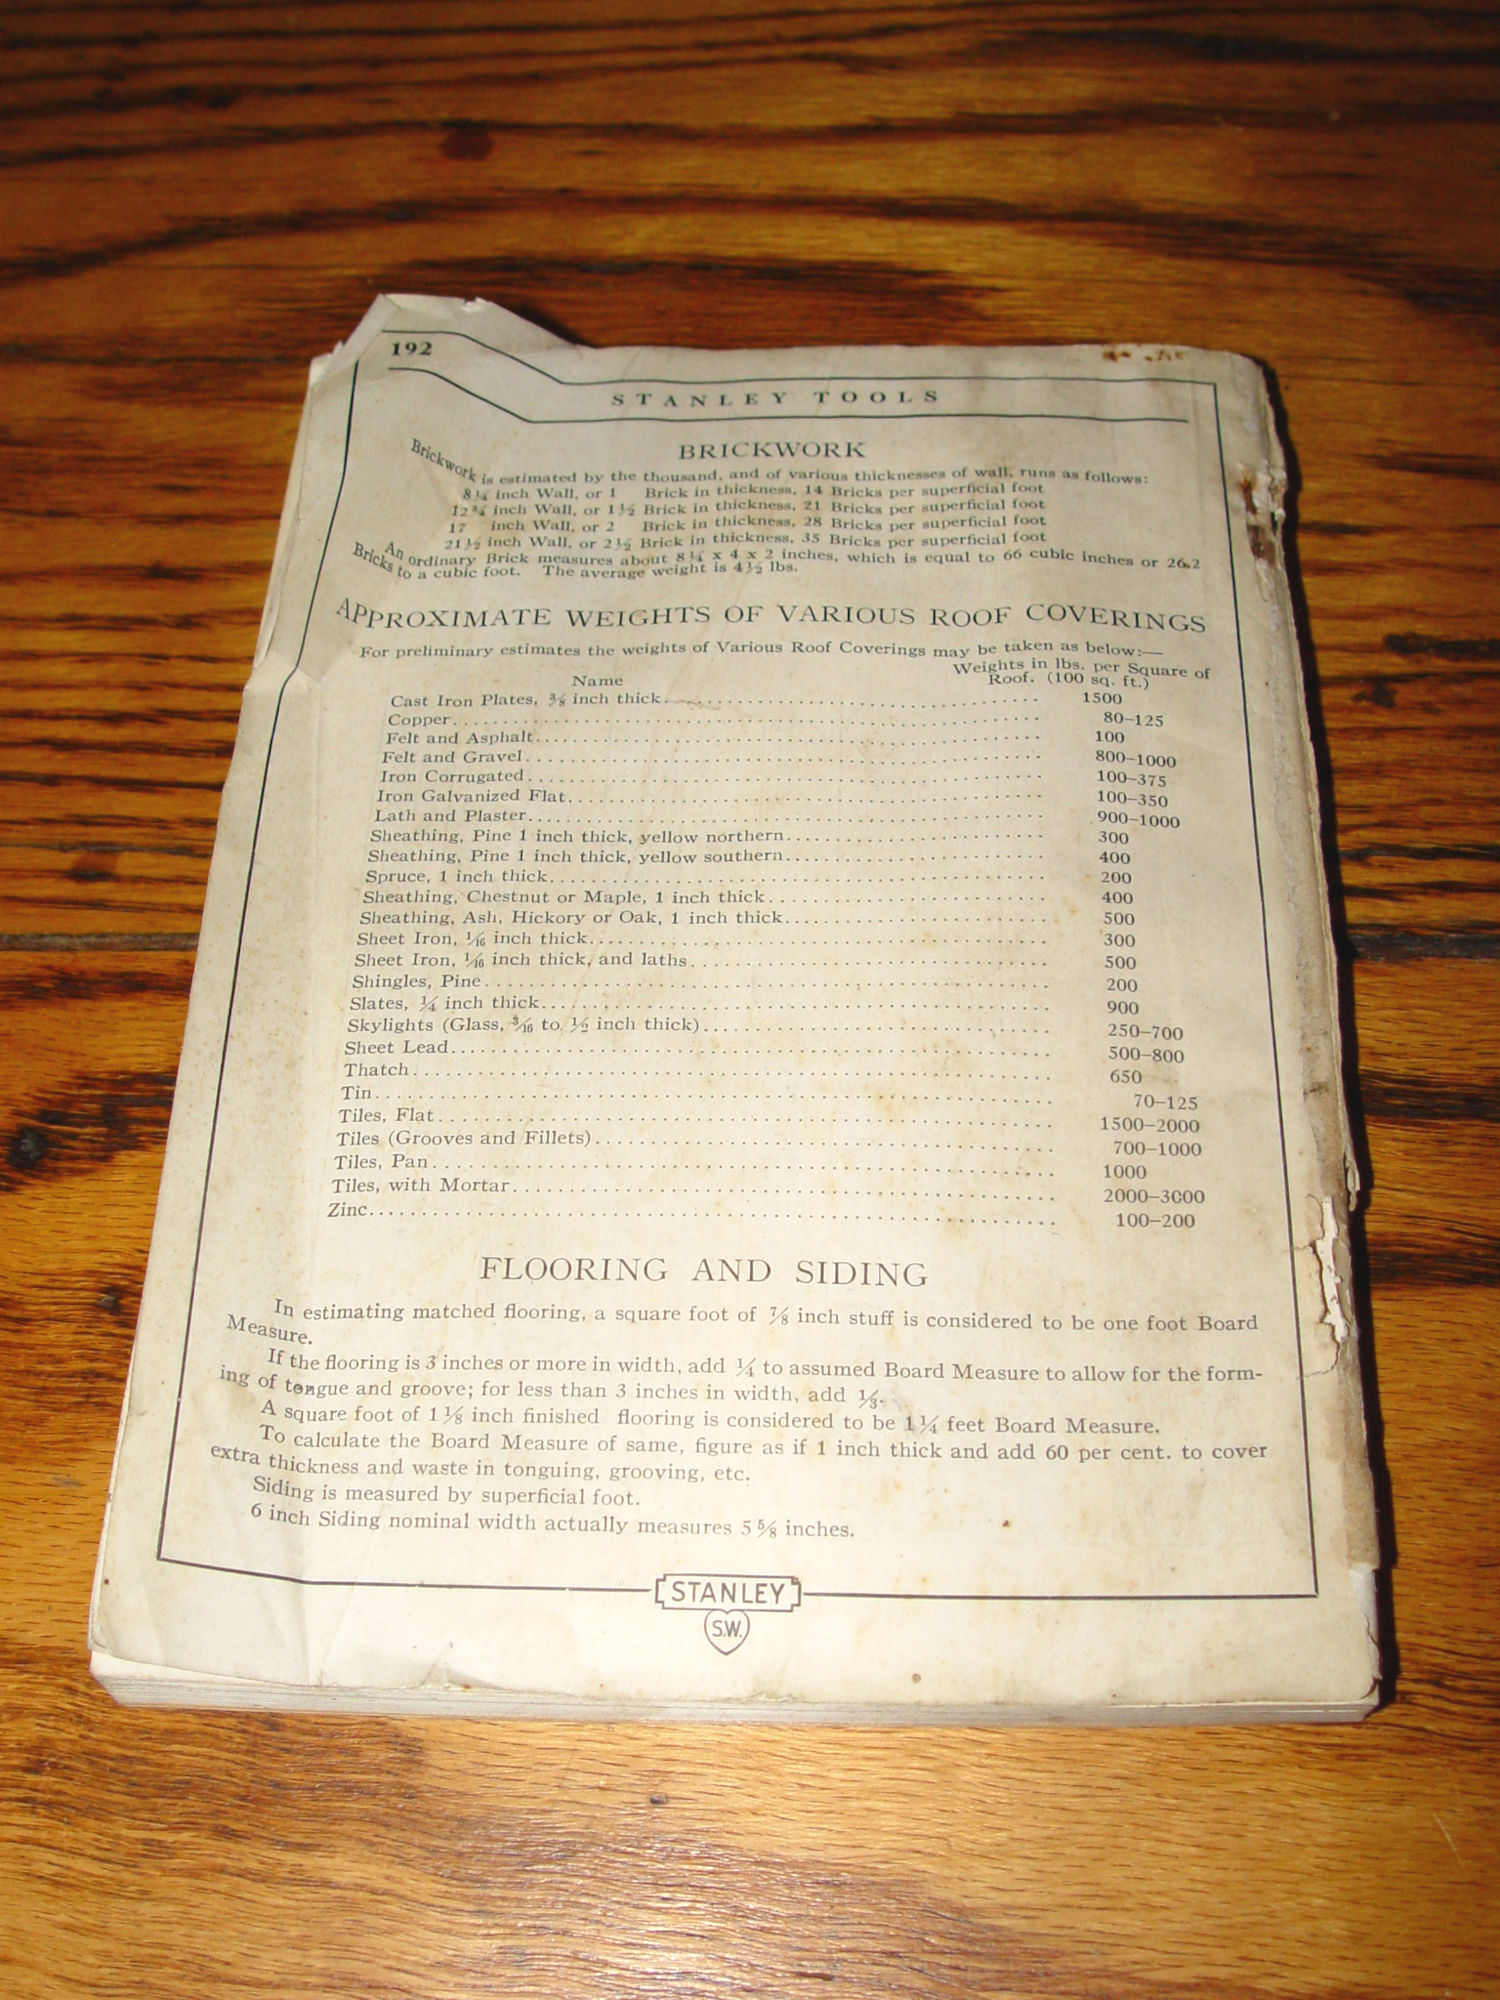 192
STANLEY TOOLS
BRICKWORK
Brickwork is estimated by the thousand, and of various thicknesses of wall, runs as follows:
8¼ inch Wall, or 1 Brick in thickness, 14 Bricks per superficial foot
12¾ inch Wall, or 1½ Brick in thickness, 21 Bricks per superficial foot
17 inch Wall, or 2 Brick in thickness, 28 Bricks per superficial foot
21½ inch Wall, or 2½ Brick in thickness, 35 Bricks per superficial foot
An ordinary Brick measures about 8¼ x 4 x 2 inches, which is equal to 66 cubic inches or 26.2
Bricks to a cubic foot. The average weight is 4½ lbs.
APPROXIMATE WEIGHTS OF VARIOUS ROOF COVERINGS
For preliminary estimates the weights of Various Roof Coverings may be taken as below:—
Weights in lbs. per Square of
Name Roof. (100 sq. ft.)
Cast Iron Plates, ⅜ inch thick 1500
Copper 80–125
Felt and Asphalt 100
Felt and Gravel 800–1000
Iron Corrugated 100–375
Iron Galvanized Flat 100–350
Lath and Plaster 900–1000
Sheathing, Pine 1 inch thick, yellow northern 300
Sheathing, Pine 1 inch thick, yellow southern 400
Spruce, 1 inch thick 200
Sheathing, Chestnut or Maple, 1 inch thick 400
Sheathing, Ash, Hickory or Oak, 1 inch thick 500
Sheet Iron, 1/16 inch thick 300
Sheet Iron, 1/16 inch thick, and laths 500
Shingles, Pine 200
Slates, ¼ inch thick 900
Skylights (Glass, 3/16 to ½ inch thick) 250–700
Sheet Lead 500–800
Thatch 650
Tin 70–125
Tiles, Flat 1500–2000
Tiles (Grooves and Fillets) 700–1000
Tiles, Pan 1000
Tiles, with Mortar 2000–3000
Zinc 100–200
FLOORING AND SIDING
In estimating matched flooring, a square foot of ⅞ inch stuff is considered to be one foot Board
Measure.
If the flooring is 3 inches or more in width, add ¼ to assumed Board Measure to allow for the form-
ing of tongue and groove; for less than 3 inches in width, add ⅓.
A square foot of 1⅛ inch finished flooring is considered to be 1¼ feet Board Measure.
To calculate the Board Measure of same, figure as if 1 inch thick and add 60 per cent. to cover
extra thickness and waste in tonguing, grooving, etc.
Siding is measured by superficial foot.
6 inch Siding nominal width actually measures 5⅝ inches.
STANLEY
S.W.